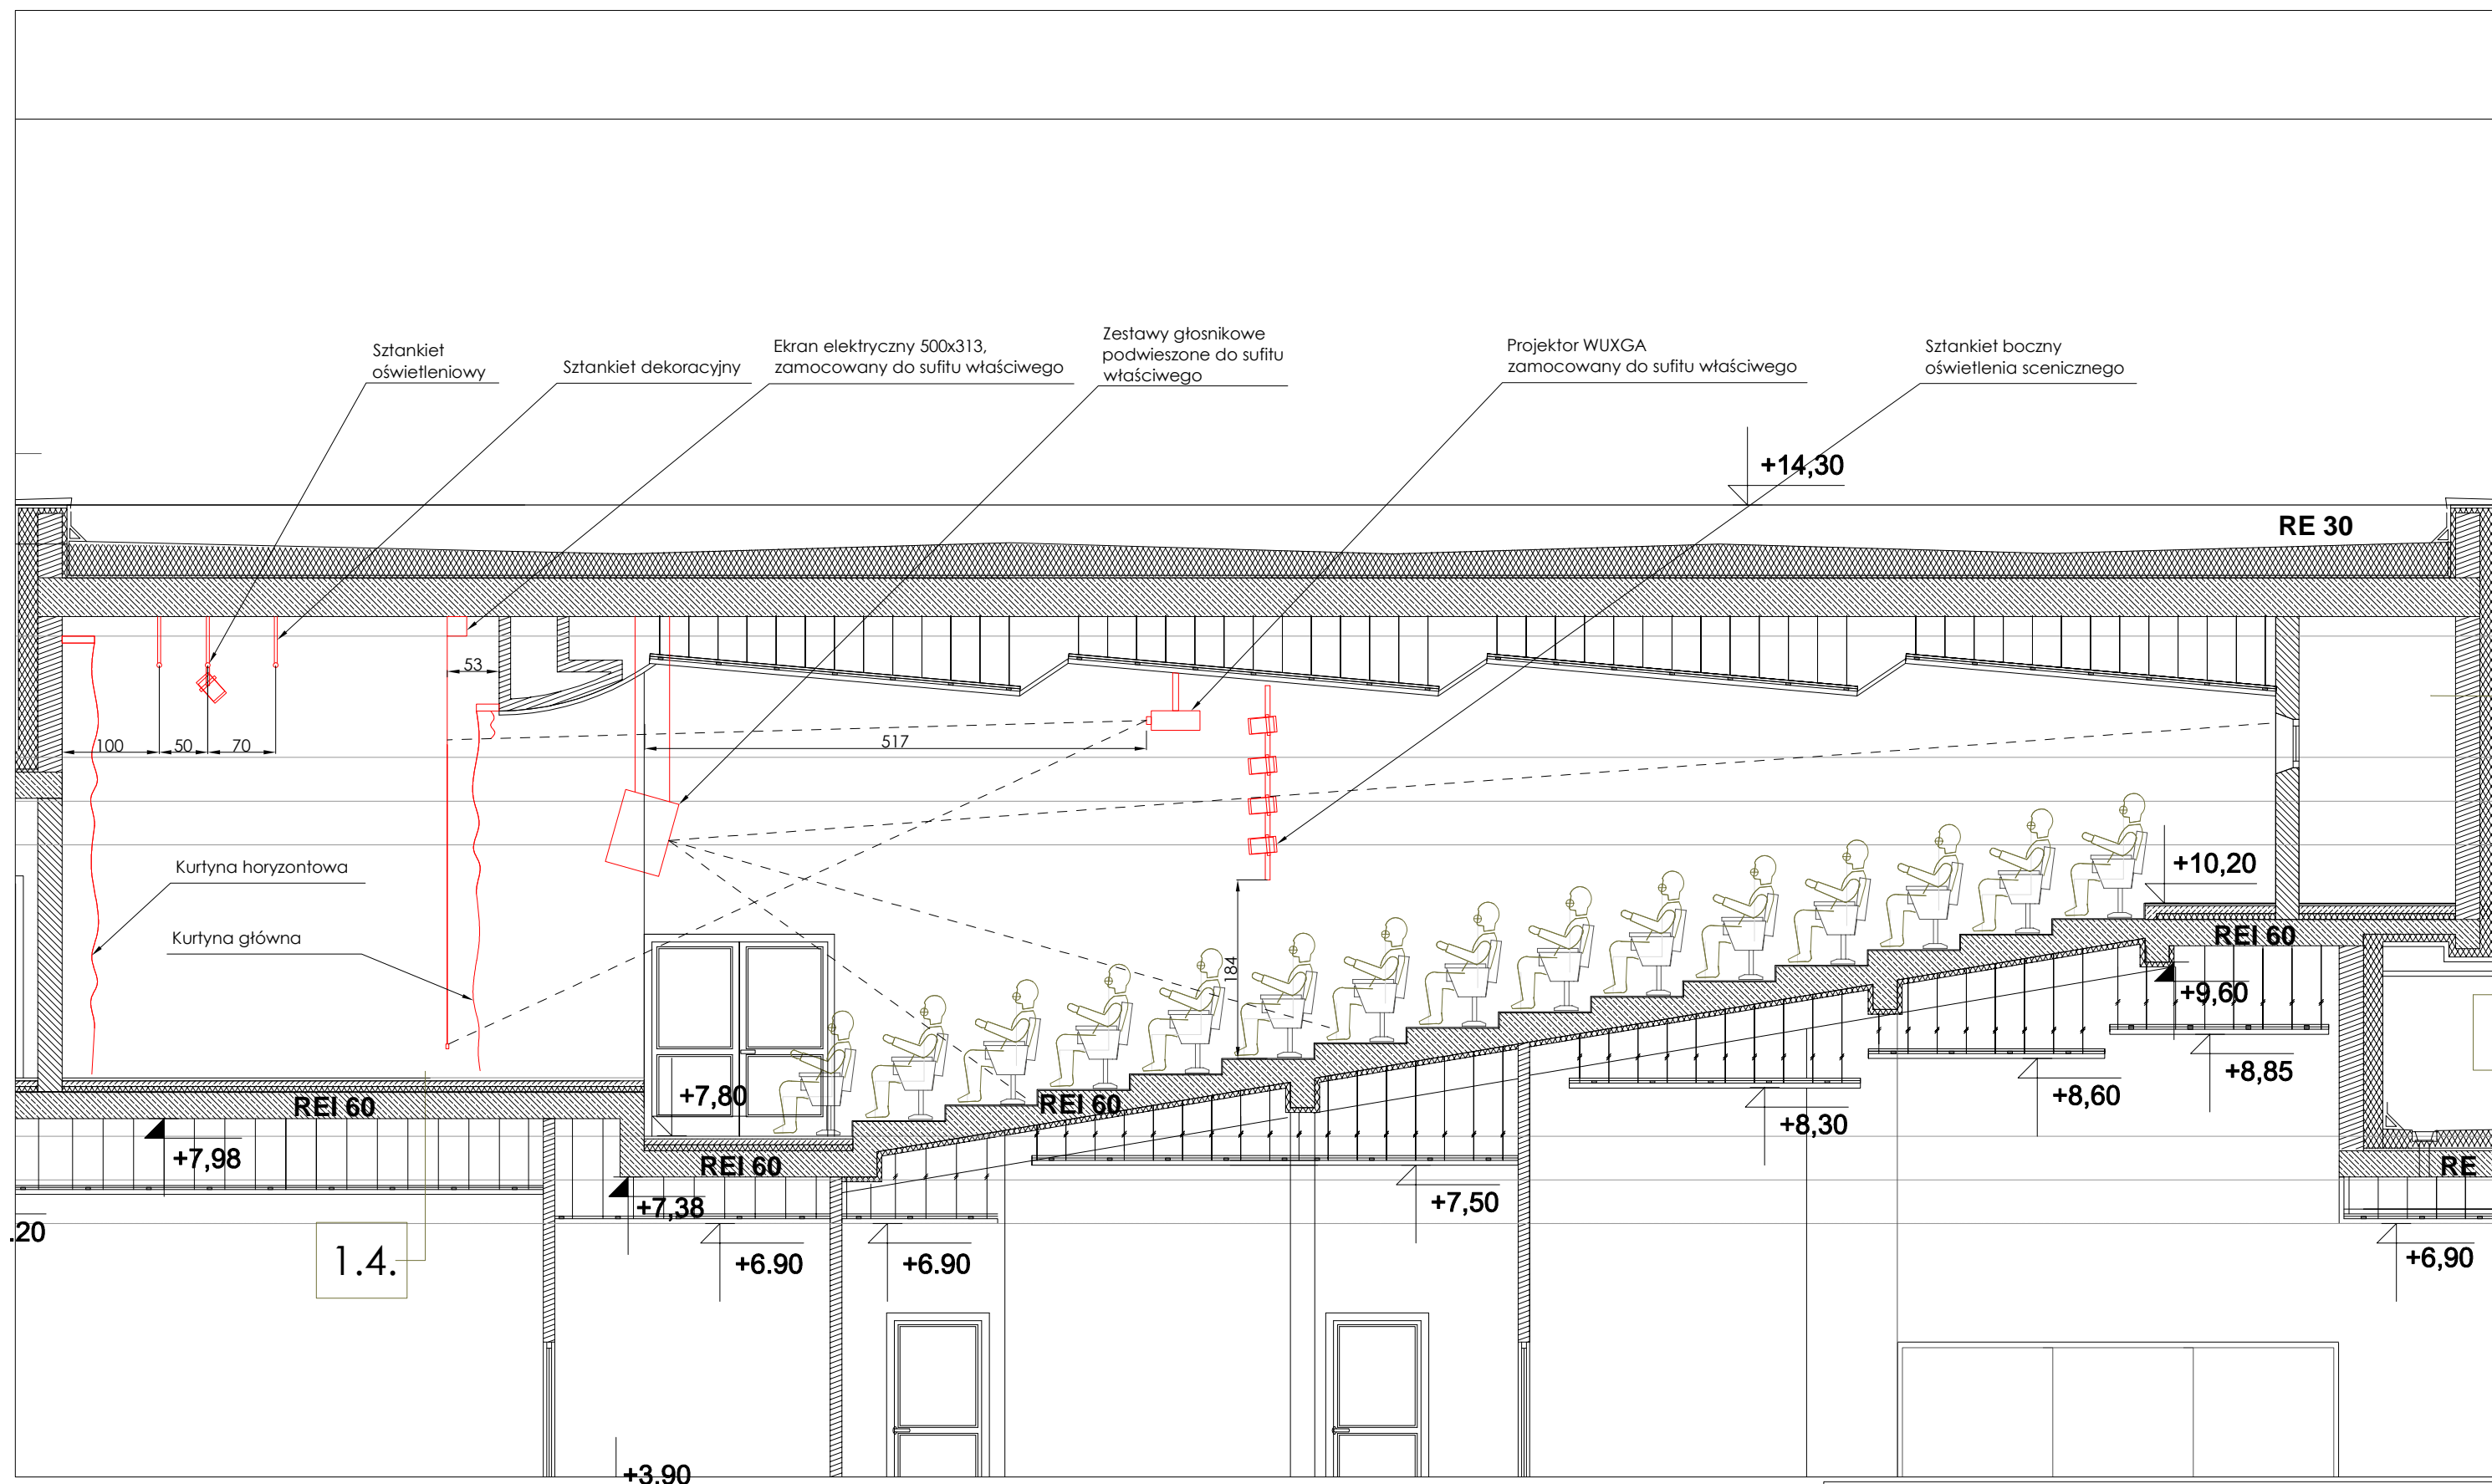 Sztankiet
oświetleniowy
Sztankiet dekoracyjny
Ekran elektryczny 500x313,
zamocowany do sufitu właściwego
Zestawy głosnikowe
podwieszone do sufitu
właściwego
Projektor WUXGA
zamocowany do sufitu właściwego
Sztankiet boczny
oświetlenia scenicznego
+14,30
RE 30
53
100
50
70
517
Kurtyna horyzontowa
Kurtyna główna
184
+10,20
REI 60
+9,60
+8,85
+8,60
+8,30
+7,80
REI 60
REI 60
REI 60
+7,98
+7,38
+7,50
RE
.20
1.4.
+6.90
+6.90
+6,90
+3.90